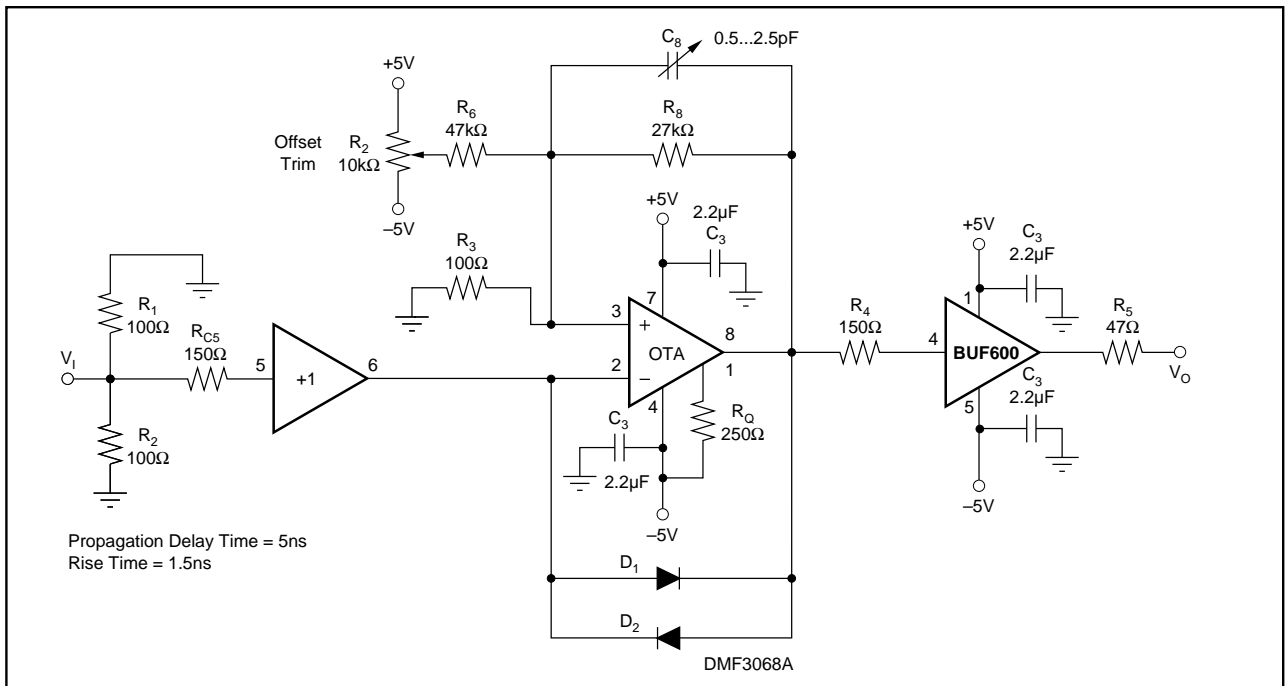 C8 0.5...2.5pF
+5V
R6
47kΩ
R8
27kΩ
Offset
Trim
R2
10kΩ
–5V
+5V
2.2µF
C3
R3
100Ω
+5V
C3
2.2µF
R1
100Ω
RC5
150Ω
VI
5
+1
6
3
+
7
OTA
8
2
–
4
1
R4
150Ω
4
1
BUF600
5
R5
47Ω
VO
C3
2.2µF
RQ
250Ω
C3
2.2µF
R2
100Ω
–5V
–5V
Propagation Delay Time = 5ns
Rise Time = 1.5ns
D1
D2
DMF3068A